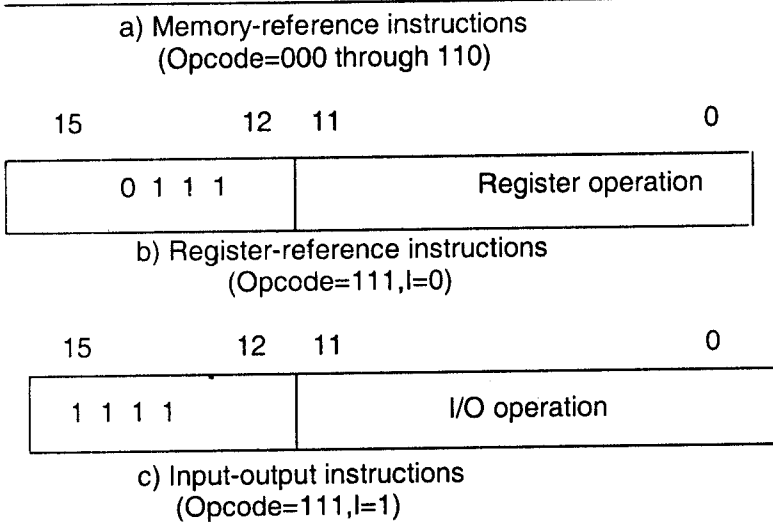 a) Memory-reference instructions
(Opcode=000 through 110)
15 12 11 0
0 1 1 1 Register operation
b) Register-reference instructions
(Opcode=111,I=0)
15 12 11 0
1 1 1 1 I/O operation
c) Input-output instructions
(Opcode=111,I=1)